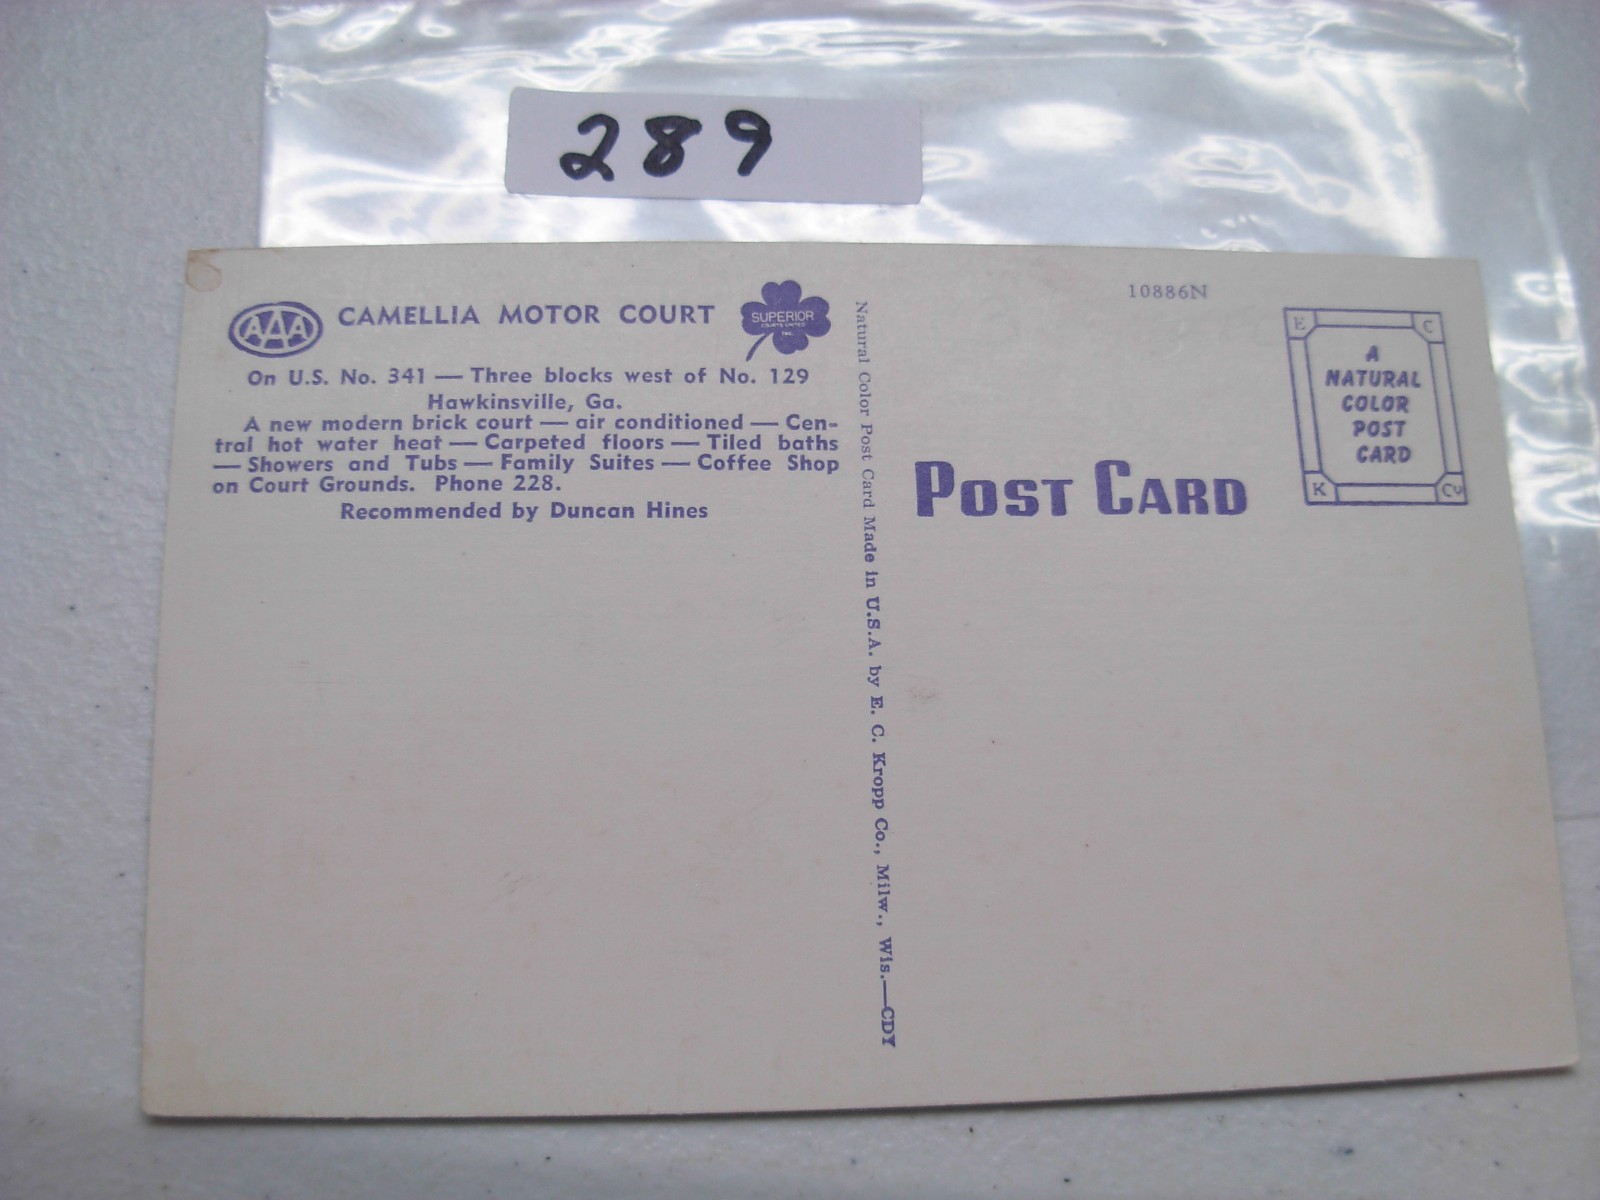 289
AAA
CAMELLIA MOTOR COURT
SUPERIOR
COURTS UNITED
INC.
On U.S. No. 341 — Three blocks west of No. 129
Hawkinsville, Ga.
A new modern brick court — air conditioned — Cen-
tral hot water heat — Carpeted floors — Tiled baths
— Showers and Tubs — Family Suites — Coffee Shop
on Court Grounds. Phone 228.
Recommended by Duncan Hines
Natural Color Post Card Made in U.S.A. by E. C. Kropp Co., Milw., Wis.—CDY
10886N
POST CARD
E C
A
NATURAL
COLOR
POST
CARD
K Co